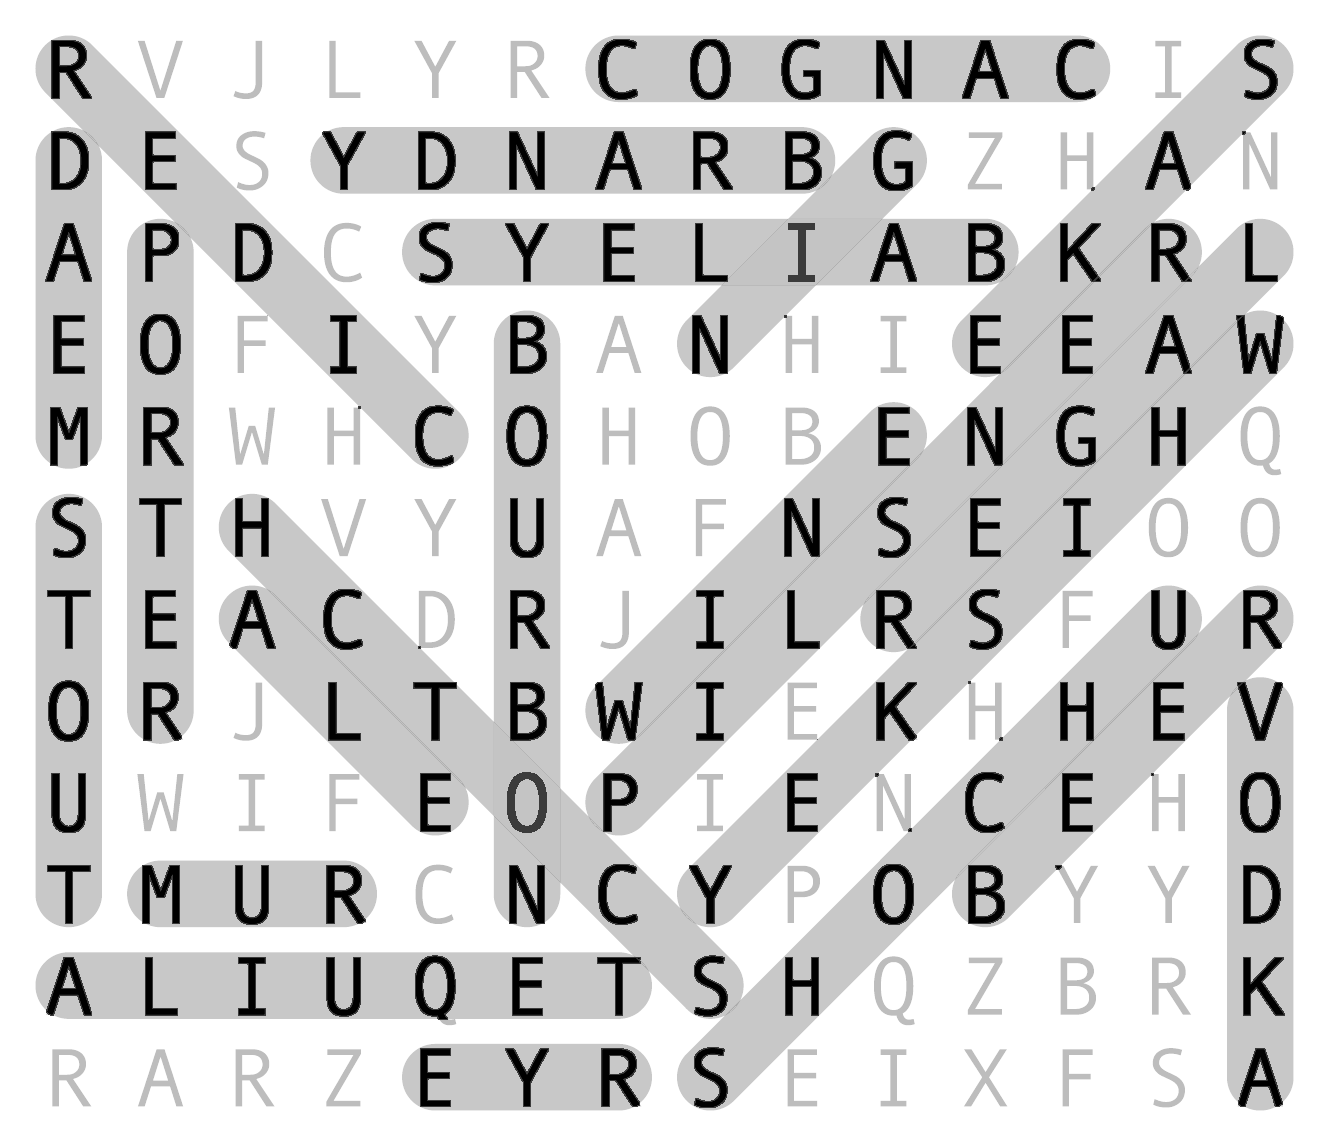 R V J L Y R C O G N A C I S
D E S Y D N A R B G Z H A N
A P D C S Y E L I A B K R L
E O F I Y B A N H I E E A W
M R W H C O H O B E N G H Q
S T H V Y U A F N S E I O O
T E A C D R J I L R S F U R
O R J L T B W I E K H H E V
U W I F E O P I E N C E H O
T M U R C N C Y P O B Y Y D
A L I U Q E T S H Q Z B R K
R A R Z E Y R S E I X F S A